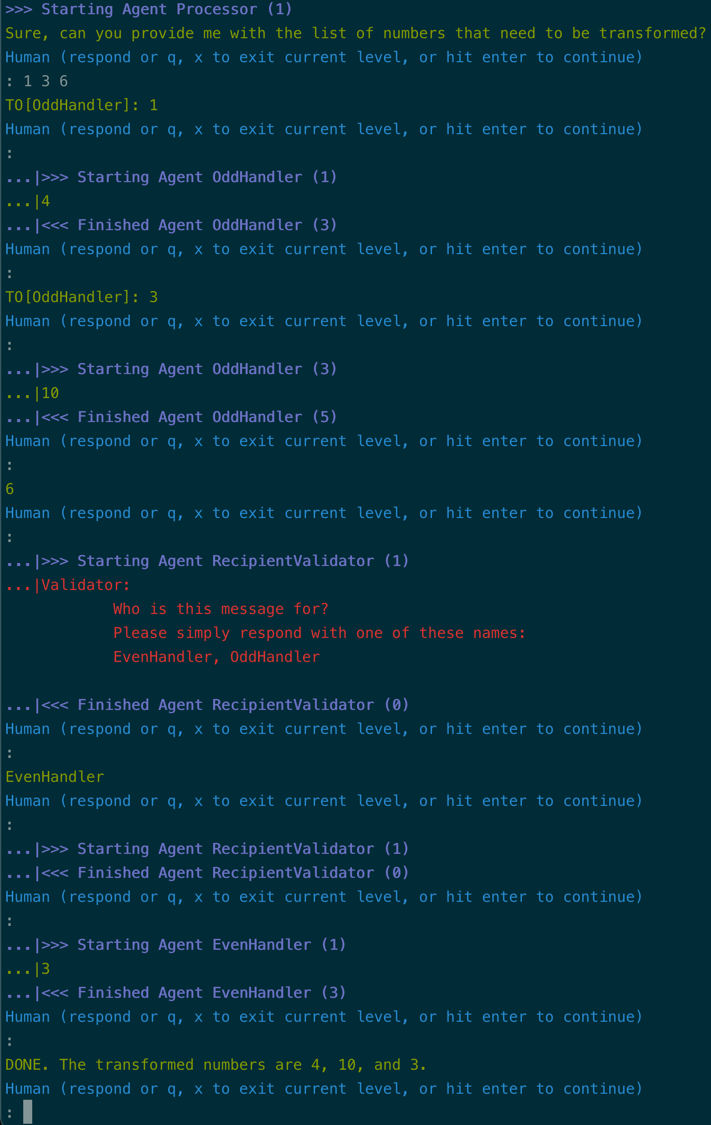 >>> Starting Agent Processor (1)
Sure, can you provide me with the list of numbers that need to be transformed?
Human (respond or q, x to exit current level, or hit enter to continue)
: 1 3 6
TO[OddHandler]: 1
Human (respond or q, x to exit current level, or hit enter to continue)
:
...|>>> Starting Agent OddHandler (1)
...|4
...|<<< Finished Agent OddHandler (3)
Human (respond or q, x to exit current level, or hit enter to continue)
:
TO[OddHandler]: 3
Human (respond or q, x to exit current level, or hit enter to continue)
:
...|>>> Starting Agent OddHandler (3)
...|10
...|<<< Finished Agent OddHandler (5)
Human (respond or q, x to exit current level, or hit enter to continue)
:
6
Human (respond or q, x to exit current level, or hit enter to continue)
:
...|>>> Starting Agent RecipientValidator (1)
...|Validator:
Who is this message for?
Please simply respond with one of these names:
EvenHandler, OddHandler
...|<<< Finished Agent RecipientValidator (0)
Human (respond or q, x to exit current level, or hit enter to continue)
:
EvenHandler
Human (respond or q, x to exit current level, or hit enter to continue)
:
...|>>> Starting Agent RecipientValidator (1)
...|<<< Finished Agent RecipientValidator (0)
Human (respond or q, x to exit current level, or hit enter to continue)
:
...|>>> Starting Agent EvenHandler (1)
...|3
...|<<< Finished Agent EvenHandler (3)
Human (respond or q, x to exit current level, or hit enter to continue)
:
DONE. The transformed numbers are 4, 10, and 3.
Human (respond or q, x to exit current level, or hit enter to continue)
: